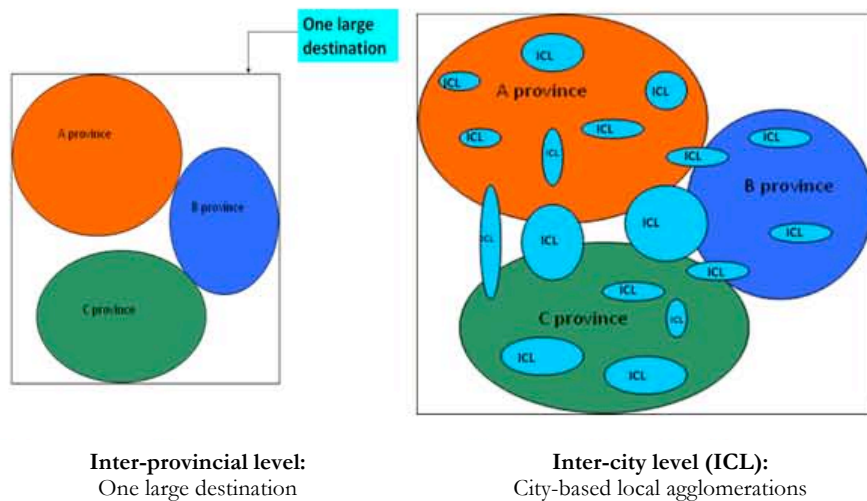 One large
destination
A province
B province
C province
ICL
ICL
A province
ICL
ICL
ICL
ICL
ICL
ICL
B province
ICL
ICL
ICL
ICL
ICL
ICL
C province
ICL
ICL
ICL
ICL
Inter-provincial level:
One large destination
Inter-city level (ICL):
City-based local agglomerations